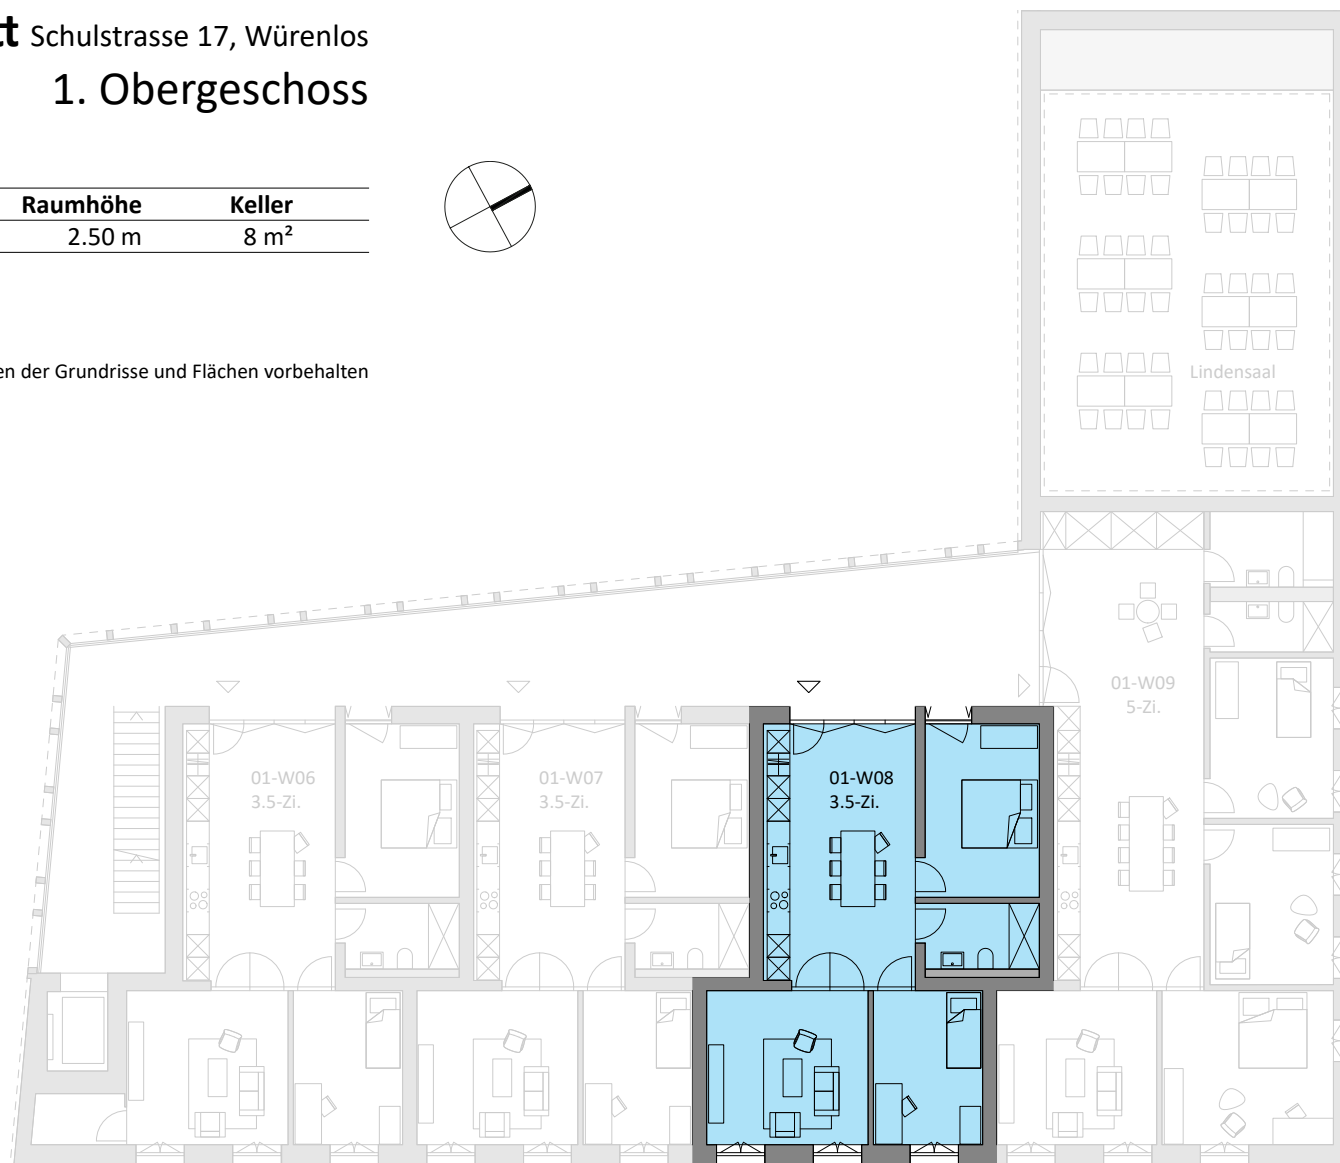 Schulstrasse 17, Würenlos
1. Obergeschoss
Raumhöhe Keller
2.50 m 8 m²
der Grundrisse und Flächen vorbehalten
Lindensaal
01-W09
5-Zi.
01-W06
3.5-Zi.
01-W07
3.5-Zi.
01-W08
3.5-Zi.